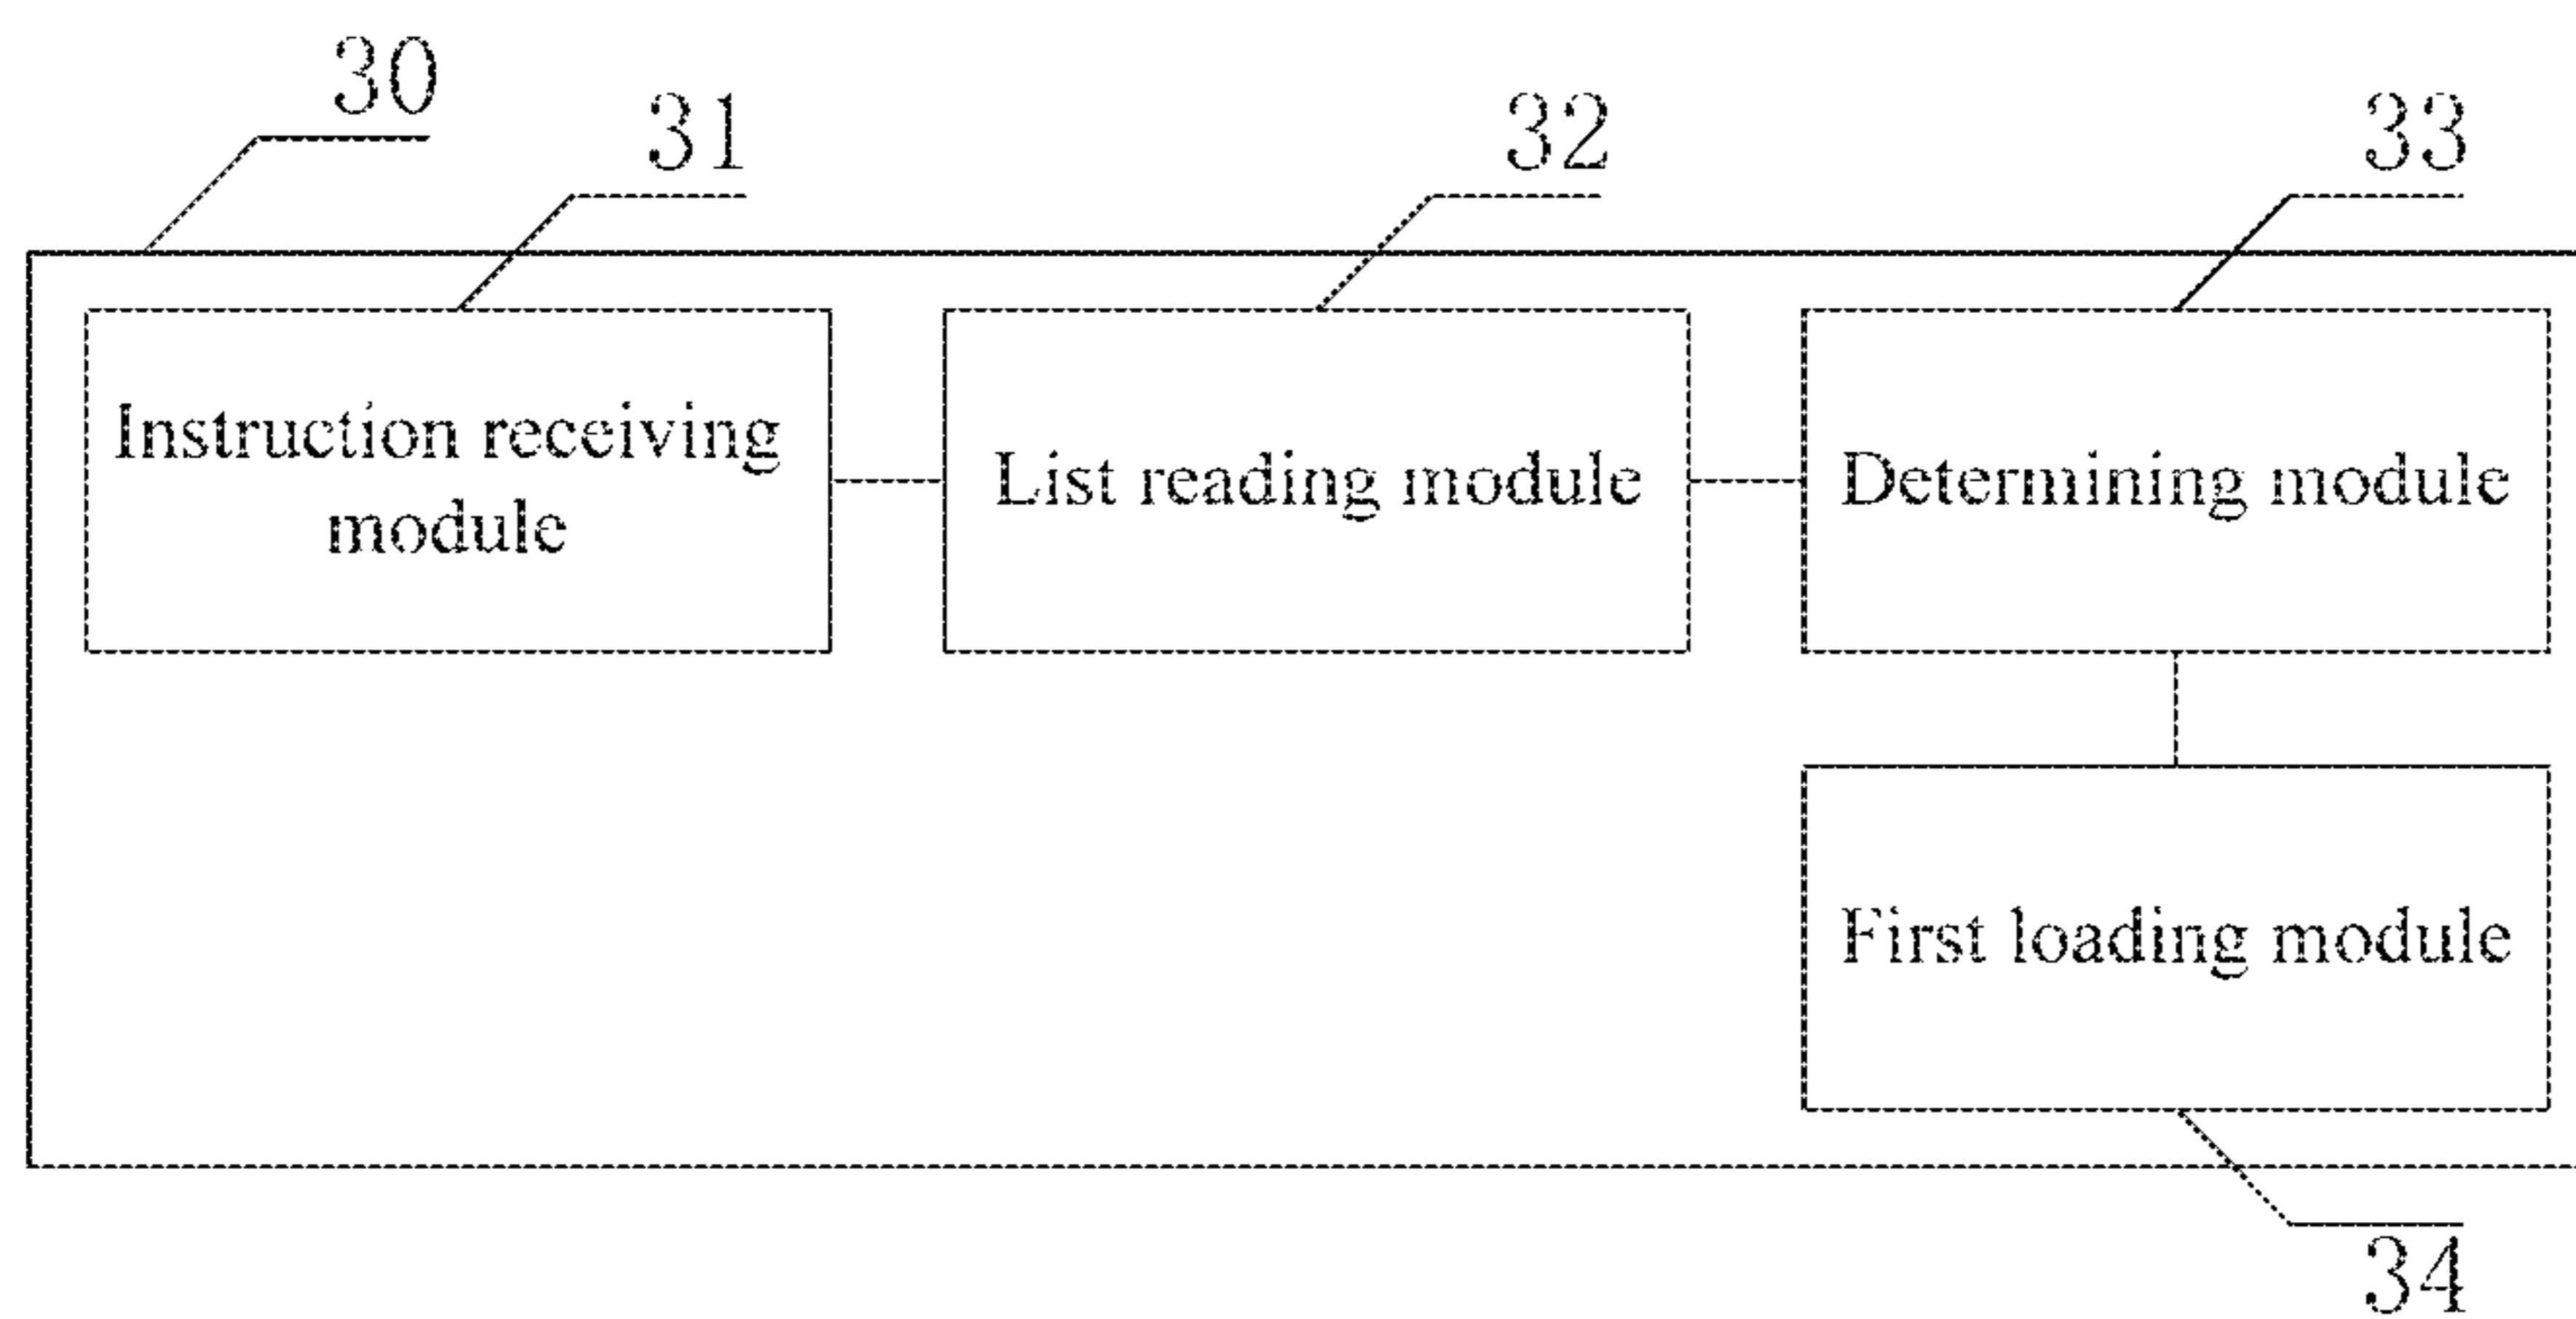 30
31
32
33
Instruction receiving
module
List reading module
Determining module
First loading module
34